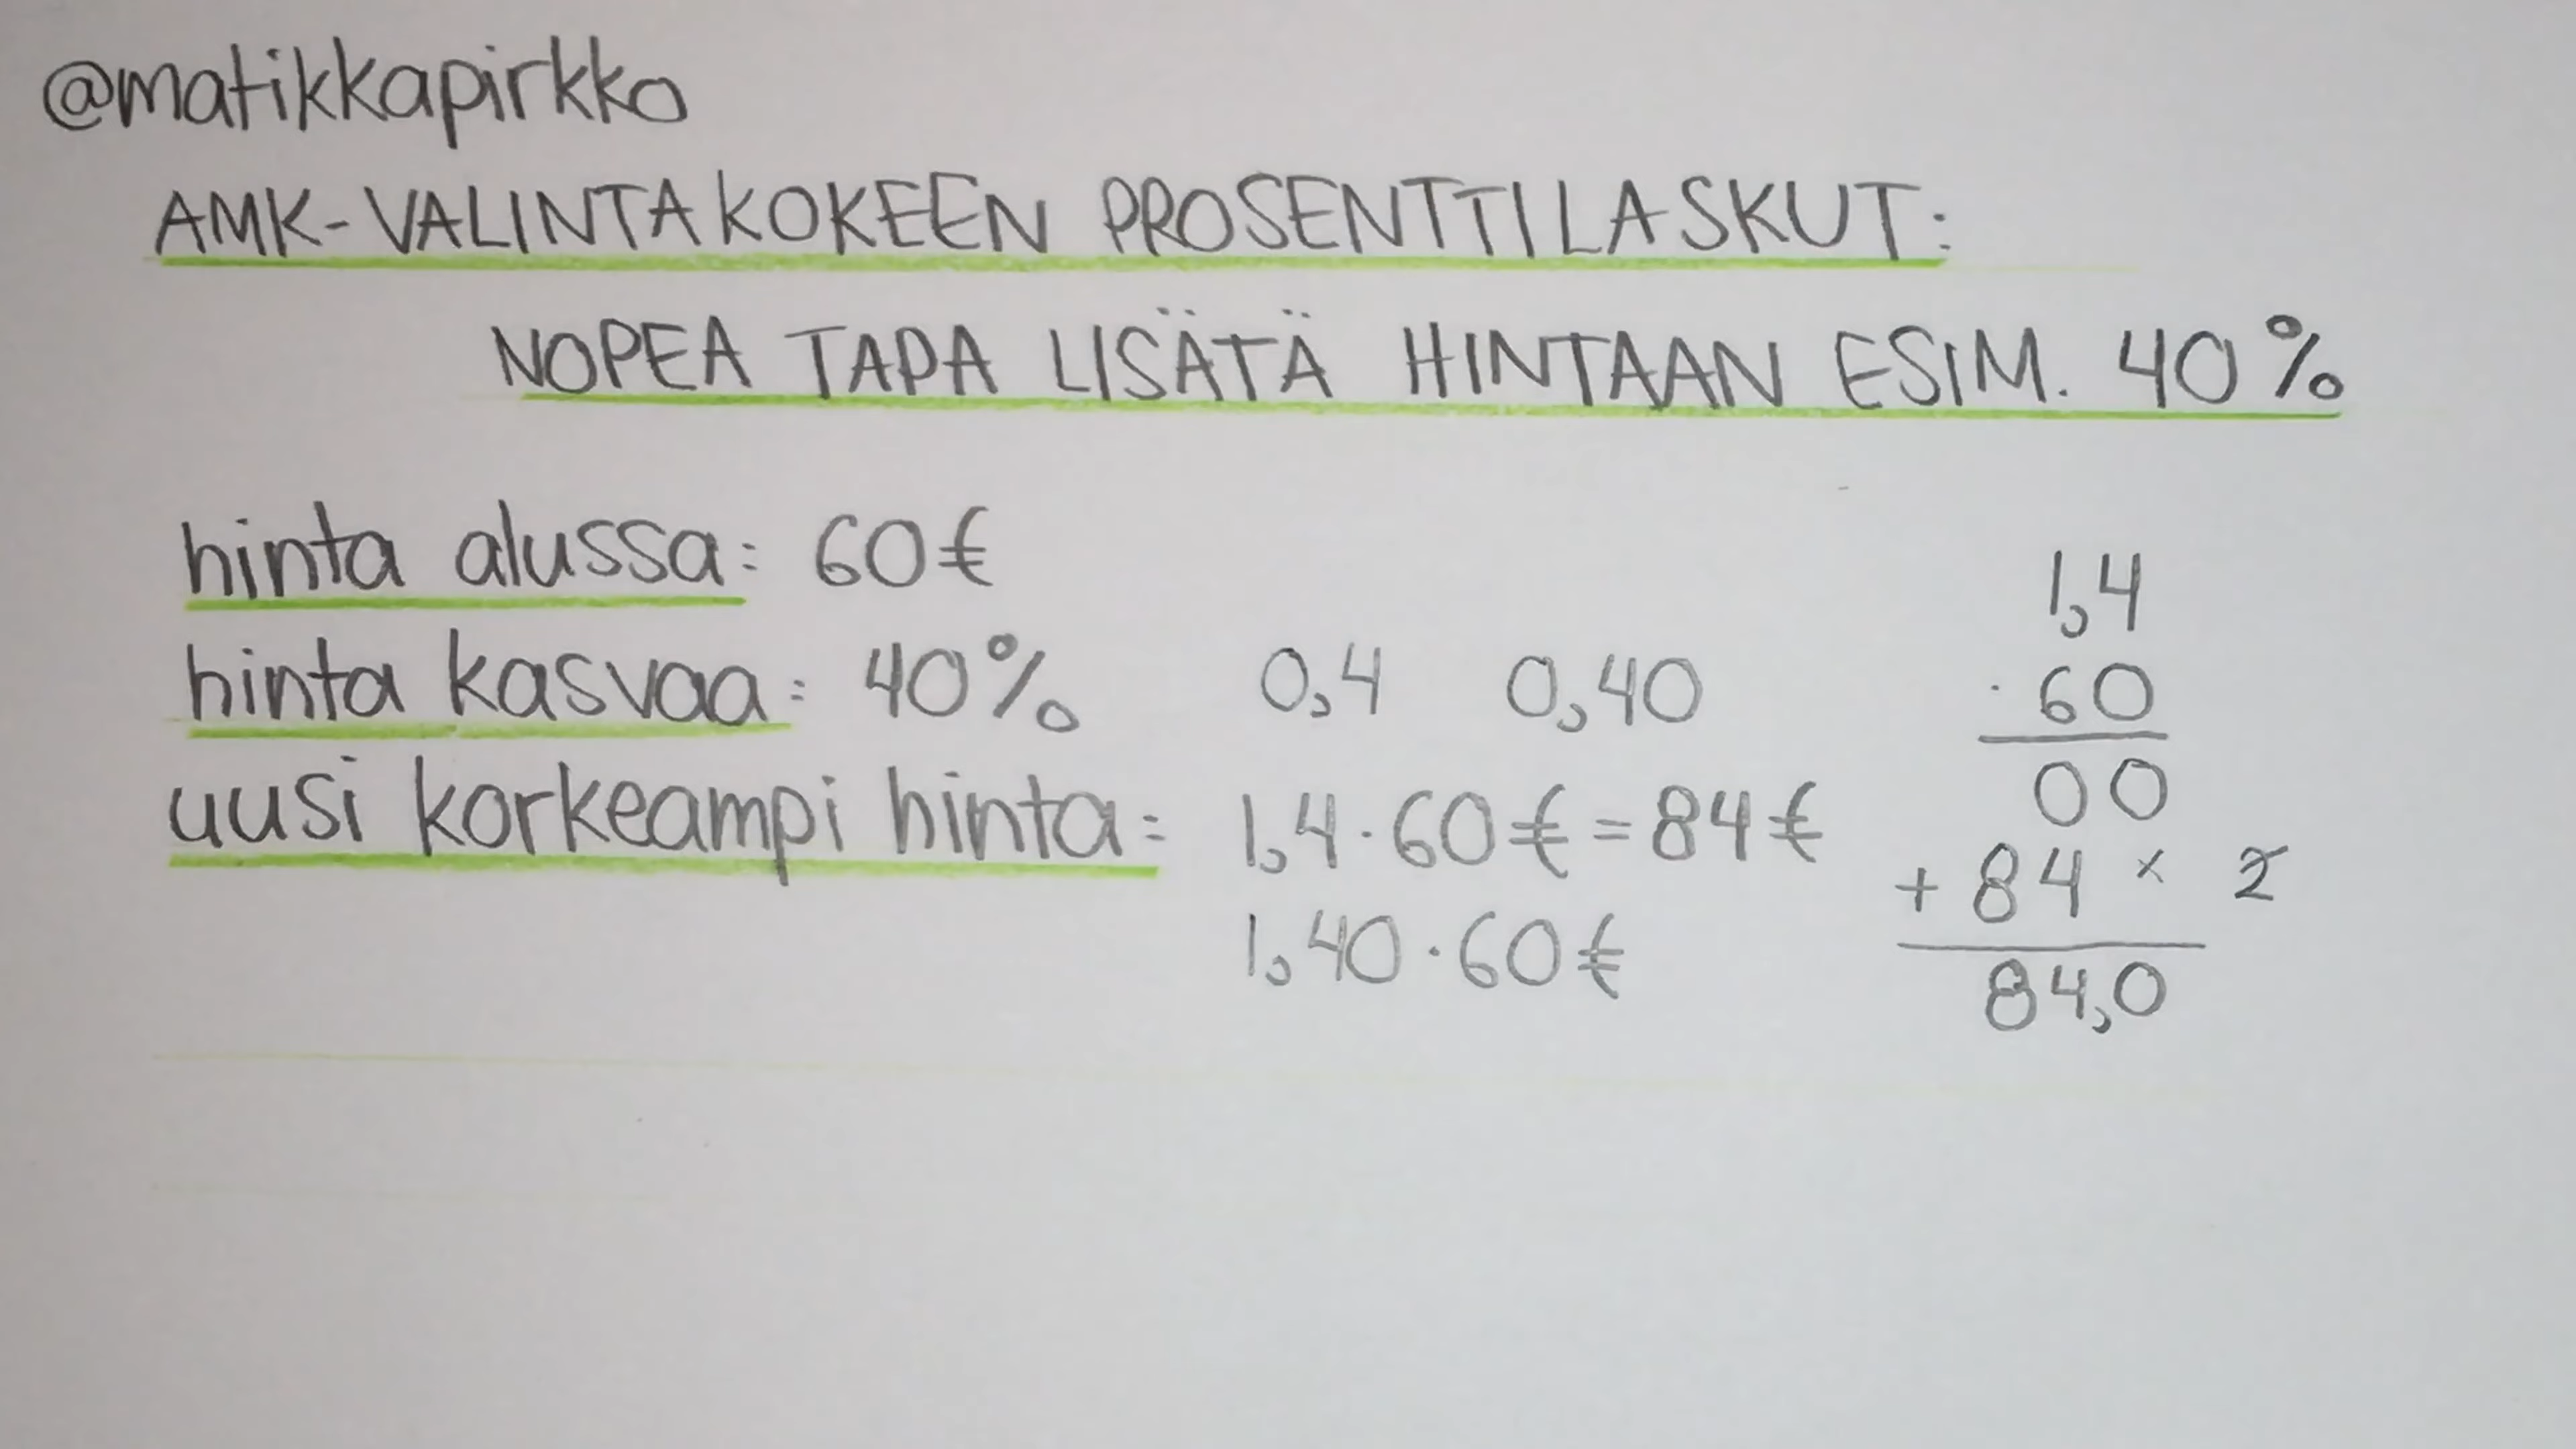 @matikkapirkko
AMK-VALINTAKOKEEN PROSENTTILASKUT:
NOPEA TAPA LISÄTÄ HINTAAN ESIM. 40%
hinta alussa: 60€
hinta kasvaa: 40% 0,4 0,40
uusi korkeampi hinta: 1,4 · 60€ = 84€
1,40 · 60€
1,4
· 60
00
+ 84 × 2
84,0